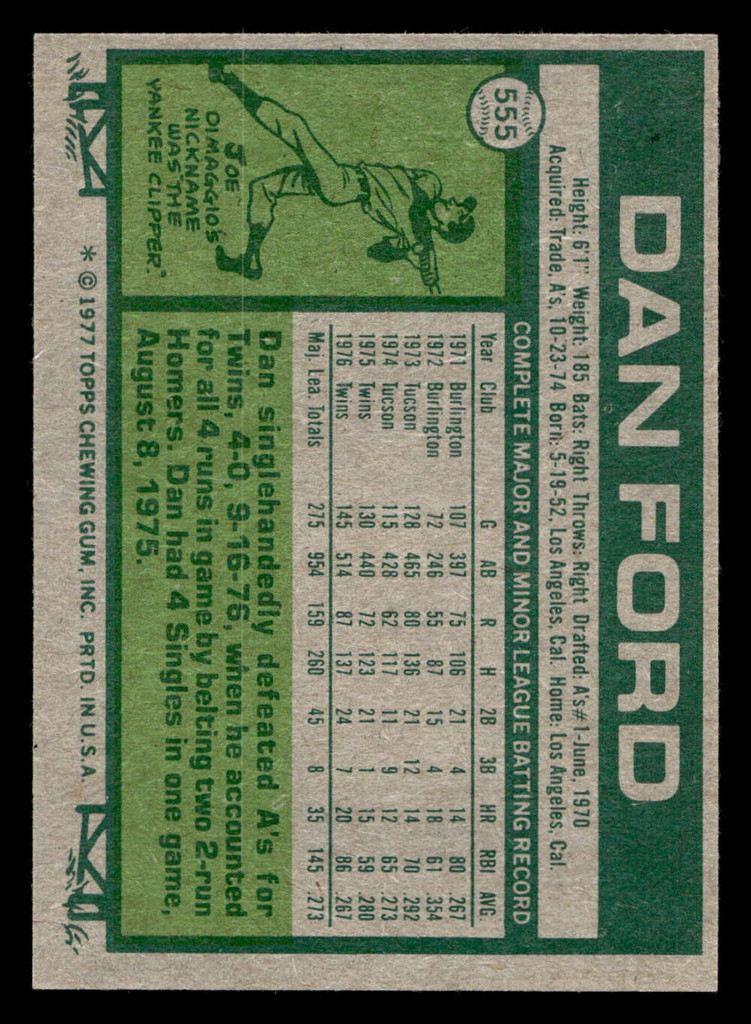 DAN FORD
555
Height: 6'1" Weight: 185 Bats: Right Throws: Right Drafted: A's#1-June, 1970
Acquired: Trade, A's, 10-23-74 Born: 5-19-52, Los Angeles, Cal. Home: Los Angeles, Cal.
COMPLETE MAJOR AND MINOR LEAGUE BATTING RECORD
Year Club G AB R H 2B 3B HR RBI AVG.
1971 Burlington 107 397 75 106 21 4 14 80 .267
1972 Burlington 72 246 55 87 15 4 18 61 .354
1973 Tucson 128 465 80 136 21 12 14 70 .292
1974 Tucson 115 428 62 117 11 9 12 65 .273
1975 Twins 130 440 72 123 21 1 15 59 .280
1976 Twins 145 514 87 137 24 7 20 86 .267
Maj. Lea. Totals 275 954 159 260 45 8 35 145 .273
JOE
DIMAGGIO'S
NICKNAME
WAS THE
YANKEE CLIPPER."
Dan singlehandedly defeated A's for
Twins, 4-0, 9-16-76, when he accounted
for all 4 runs in game by belting two 2-run
Homers. Dan had 4 Singles in one game,
August 8, 1975.
* © 1977 TOPPS CHEWING GUM, INC. PRTD. IN U.S.A.